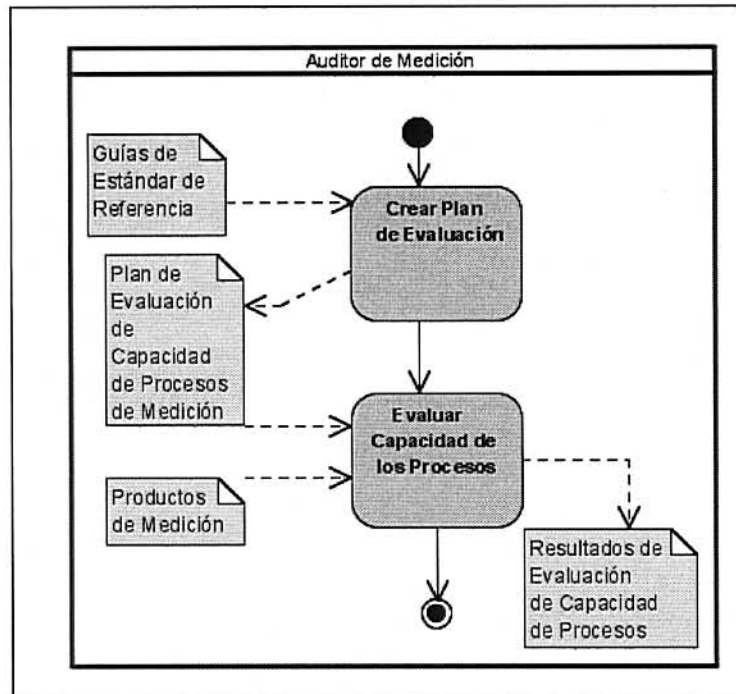 Auditor de Medición
Guías de
Estándar de
Referencia
Crear Plan
de Evaluación
Plan de
Evaluación
de
Capacidad
de Procesos
de Medición
Evaluar
Capacidad de
los Procesos
Productos
de Medición
Resultados de
Evaluación
de Capacidad
de Procesos